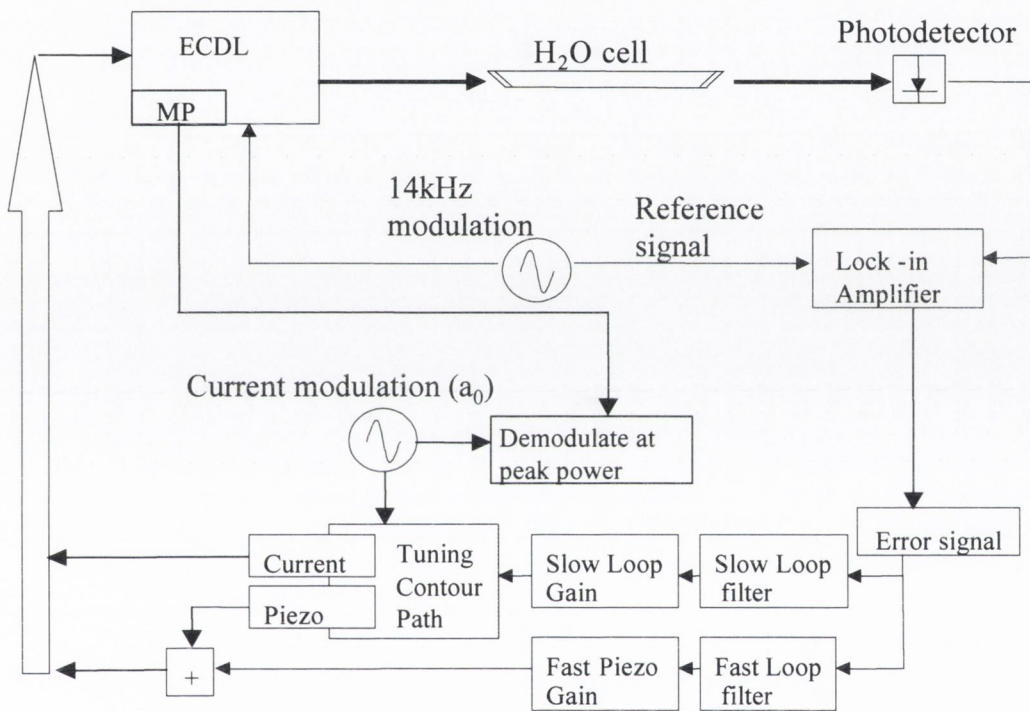 ECDL
MP
H₂O cell
Photodetector
14kHz
modulation
Reference
signal
Lock -in
Amplifier
Current modulation (a₀)
Demodulate at
peak power
Error signal
Current
Piezo
Tuning
Contour
Path
Slow Loop
Gain
Slow Loop
filter
+
Fast Piezo
Gain
Fast Loop
filter